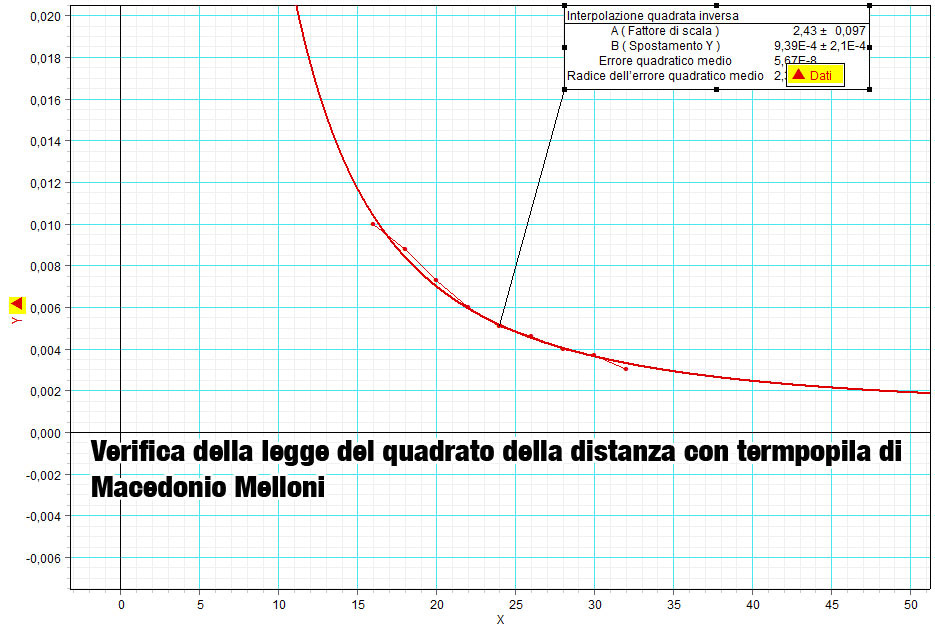 Interpolazione quadrata inversa
A ( Fattore di scala ) 2,43 ± 0,097
B ( Spostamento Y ) 9,39E-4 ± 2,1E-4
Errore quadratico medio 5,67E-8
Radice dell'errore quadratico medio 2,
Dati
0,020
0,018
0,016
0,014
0,012
0,010
0,008
0,006
Y
0,004
0,002
0,000
Verifica della legge del quadrato della distanza con termpopila di
-0,002
Macedonio Melloni
-0,004
-0,006
0 5 10 15 20 25 30 35 40 45 50
X